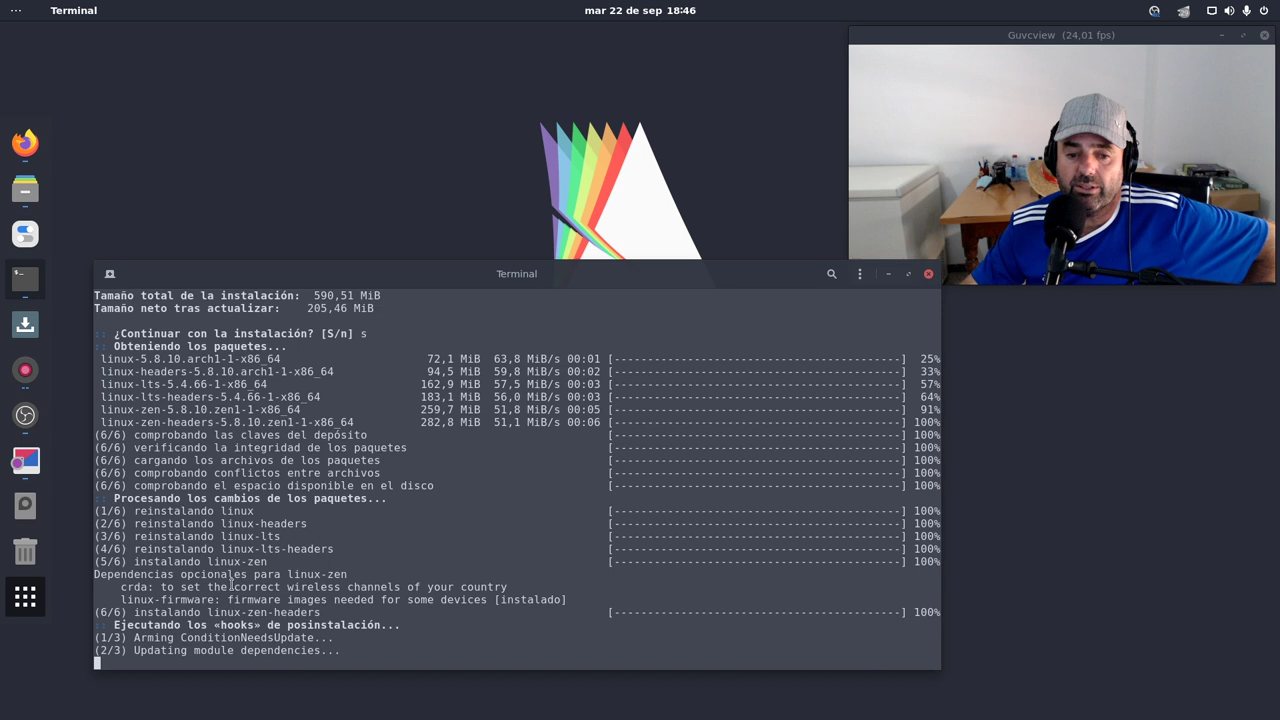 Terminal
mar 22 de sep 18:46
Guvcview (24,01 fps)
Terminal
Tamaño total de la instalación: 590,51 MiB
Tamaño neto tras actualizar: 205,46 MiB
:: ¿Continuar con la instalación? [S/n] s
:: Obteniendo los paquetes...
linux-5.8.10.arch1-1-x86_64 72,1 MiB 63,8 MiB/s 00:01 [--------------------------------------------] 25%
linux-headers-5.8.10.arch1-1-x86_64 94,5 MiB 59,8 MiB/s 00:02 [--------------------------------------------] 33%
linux-lts-5.4.66-1-x86_64 162,9 MiB 57,5 MiB/s 00:03 [--------------------------------------------] 57%
linux-lts-headers-5.4.66-1-x86_64 183,1 MiB 56,0 MiB/s 00:03 [--------------------------------------------] 64%
linux-zen-5.8.10.zen1-1-x86_64 259,7 MiB 51,8 MiB/s 00:05 [--------------------------------------------] 91%
linux-zen-headers-5.8.10.zen1-1-x86_64 282,8 MiB 51,1 MiB/s 00:06 [--------------------------------------------] 100%
(6/6) comprobando las claves del depósito [--------------------------------------------] 100%
(6/6) verificando la integridad de los paquetes [--------------------------------------------] 100%
(6/6) cargando los archivos de los paquetes [--------------------------------------------] 100%
(6/6) comprobando conflictos entre archivos [--------------------------------------------] 100%
(6/6) comprobando el espacio disponible en el disco [--------------------------------------------] 100%
:: Procesando los cambios de los paquetes...
(1/6) reinstalando linux [--------------------------------------------] 100%
(2/6) reinstalando linux-headers [--------------------------------------------] 100%
(3/6) reinstalando linux-lts [--------------------------------------------] 100%
(4/6) reinstalando linux-lts-headers [--------------------------------------------] 100%
(5/6) instalando linux-zen [--------------------------------------------] 100%
Dependencias opcionales para linux-zen
crda: to set the correct wireless channels of your country
linux-firmware: firmware images needed for some devices [instalado]
(6/6) instalando linux-zen-headers [--------------------------------------------] 100%
:: Ejecutando los «hooks» de posinstalación...
(1/3) Arming ConditionNeedsUpdate...
(2/3) Updating module dependencies...